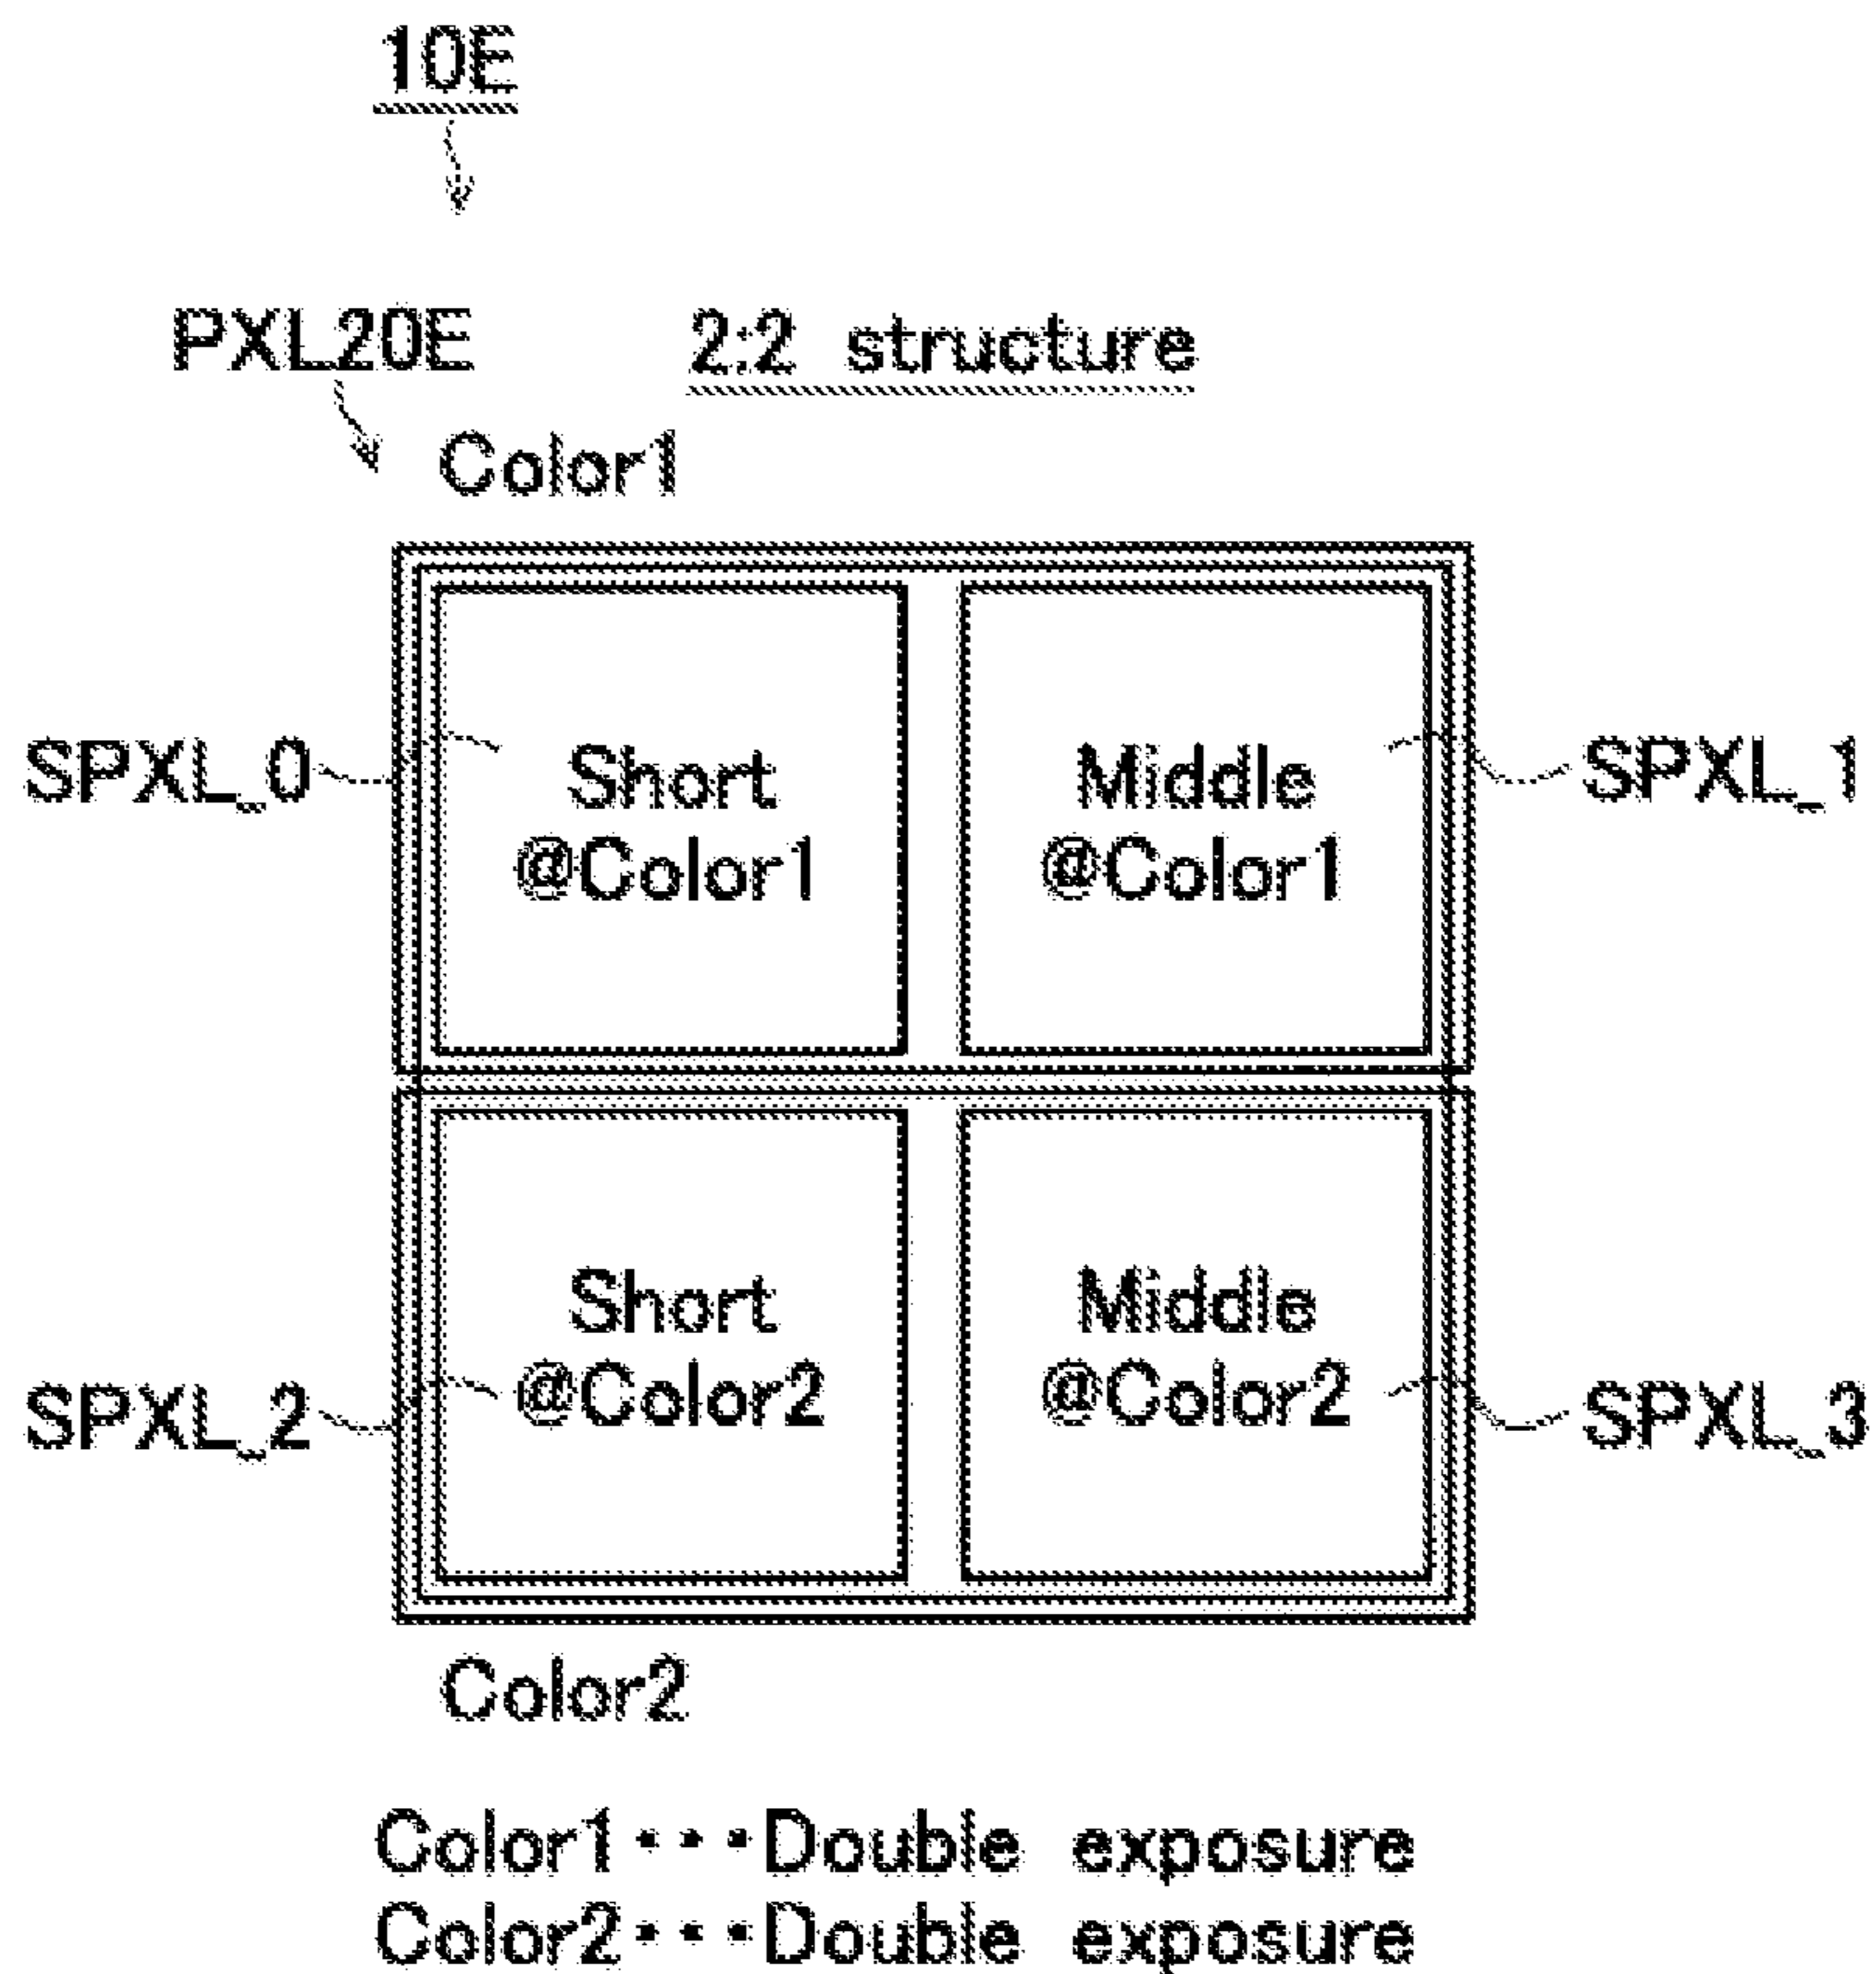 10E
PXL20E
2:2 structure
Color1
SPXL_0
Short
@Color1
Middle
@Color1
SPXL_1
SPXL_2
Short
@Color2
Middle
@Color2
SPXL_3
Color2
Color1･･･Double exposure
Color2･･･Double exposure